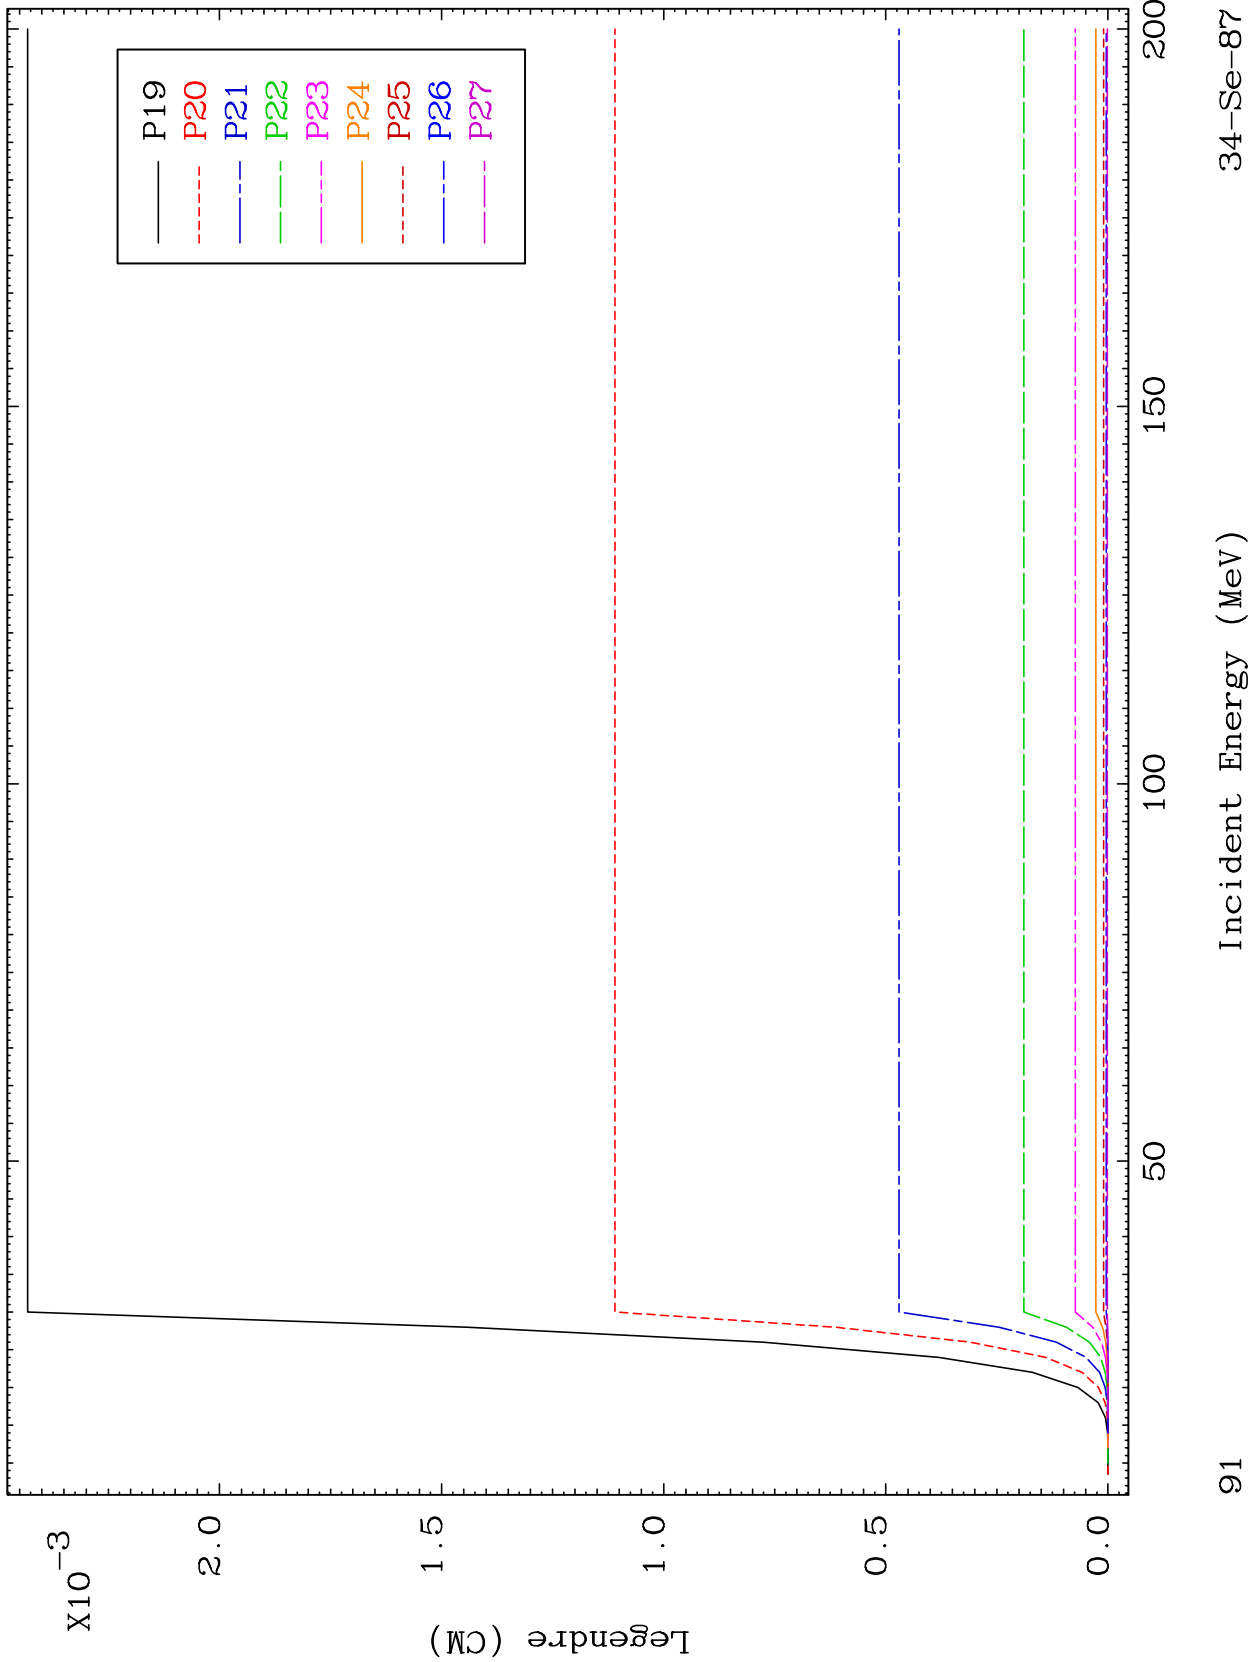 X10-3
2.0
1.5
1.0
0.5
0.0
Legendre (CM)
P19
P20
P21
P22
P23
P24
P25
P26
P27
50
100
150
200
Incident Energy (MeV)
91
34-Se-87